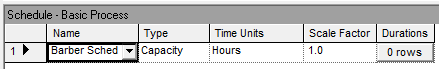 Schedule - Basic Process
Name Type Time Units Scale Factor Durations
1 Barber Sched Capacity Hours 1.0 0 rows